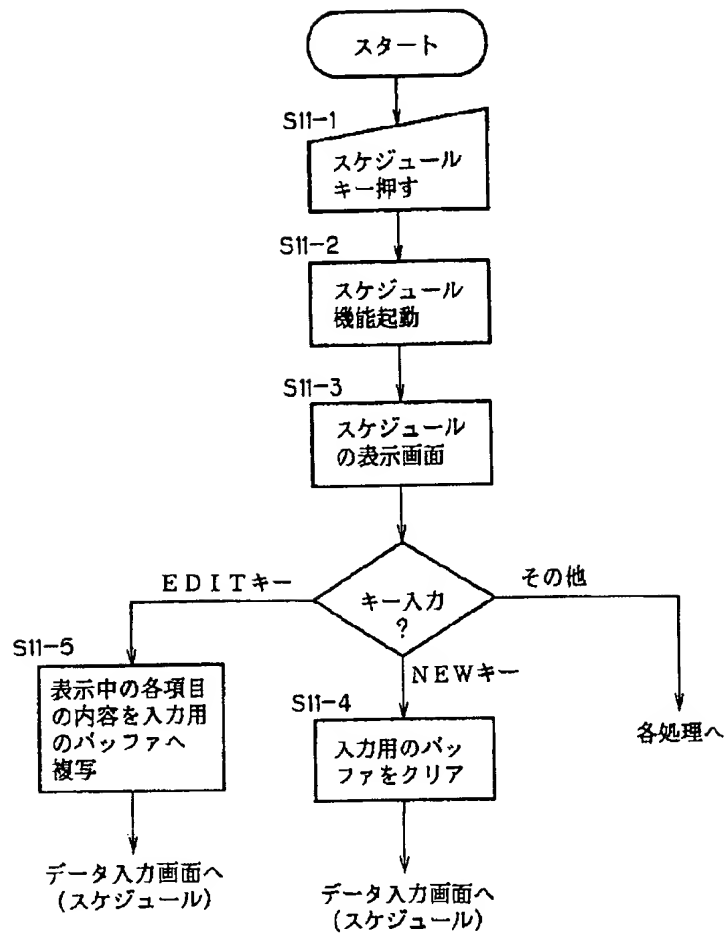 スタート
S11-1
スケジュール
キー押す
S11-2
スケジュール
機能起動
S11-3
スケジュール
の表示画面
EDITキー
その他
キー入力
?
S11-5
表示中の各項目
の内容を入力用
のバッファへ
複写
NEWキー
S11-4
入力用のバッ
ファをクリア
各処理へ
データ入力画面へ
(スケジュール)
データ入力画面へ
(スケジュール)